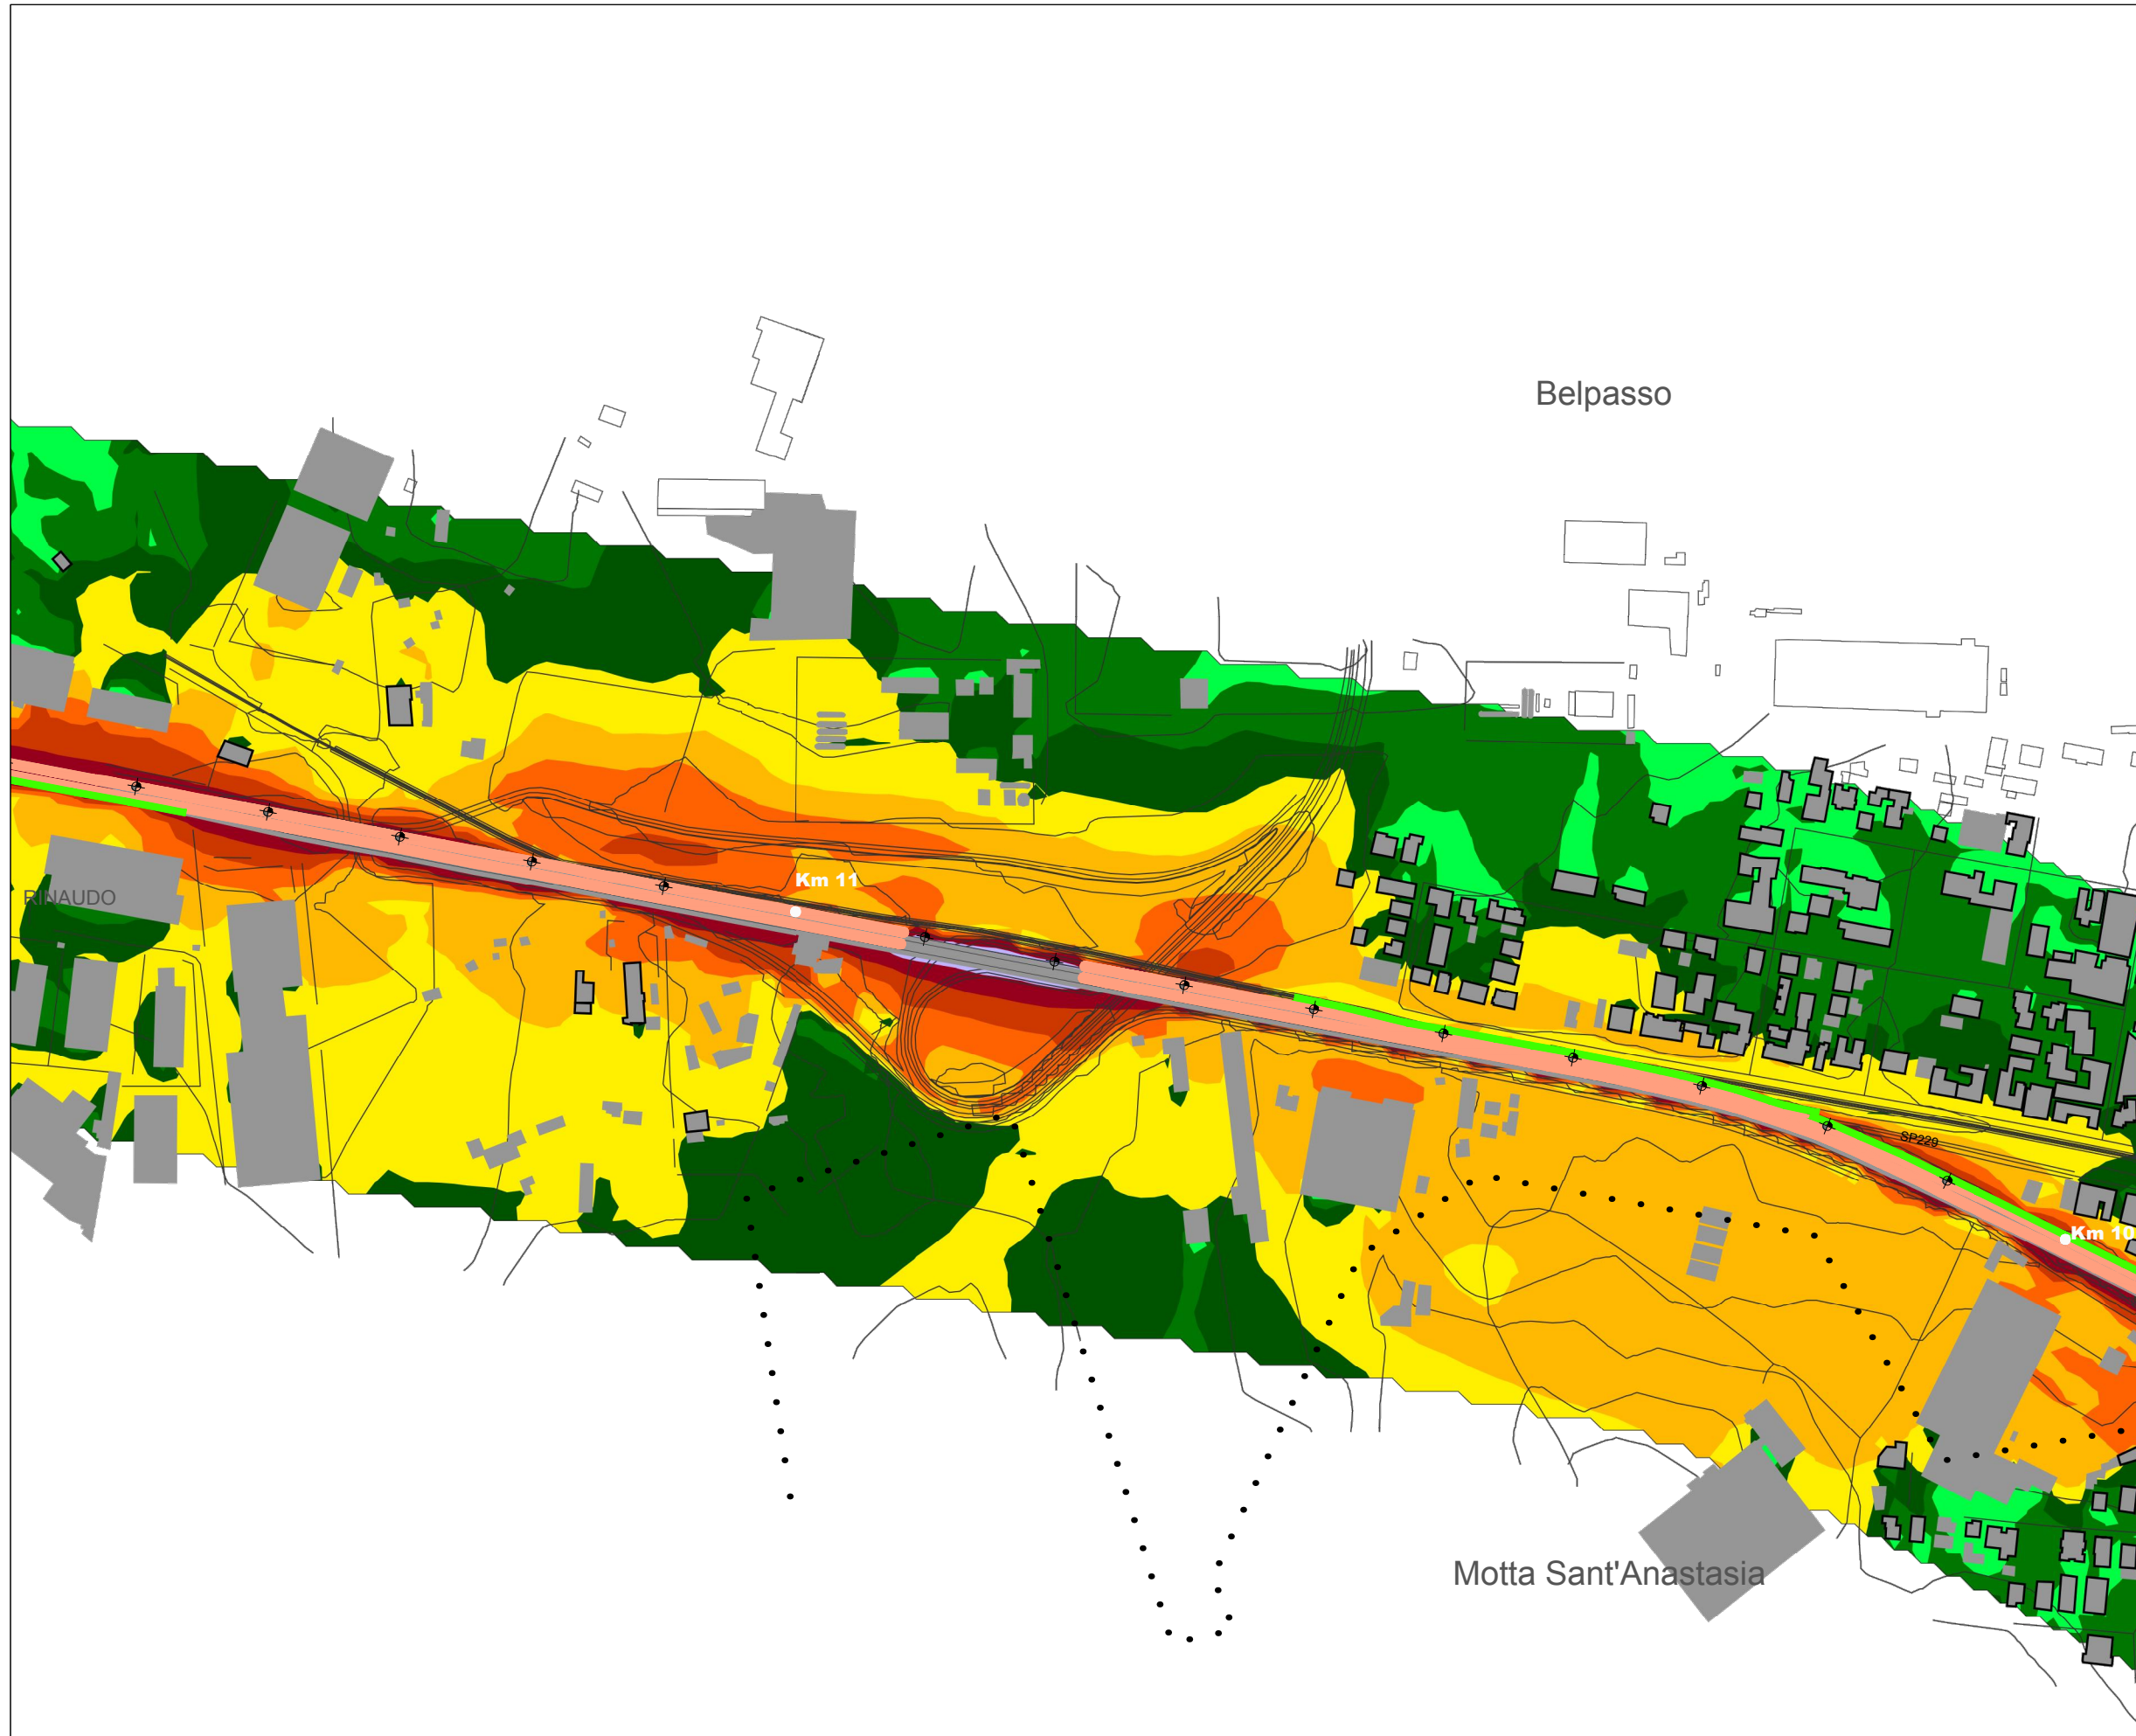 Belpasso
Km 11
RINAUDO
SP229
Km 10
Motta Sant'Anastasia